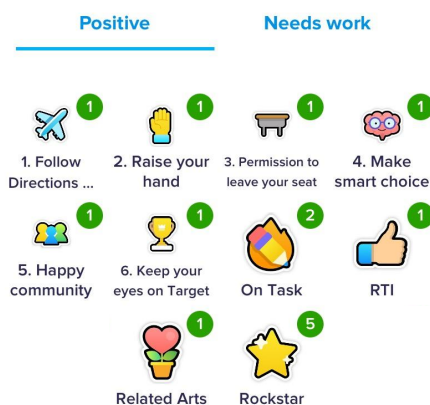 Positive
Needs work
1
1
1
1
1. Follow
Directions ...
2. Raise your
hand
3. Permission to
leave your seat
4. Make
smart choice
1
1
2
1
5. Happy
community
6. Keep your
eyes on Target
On Task
RTI
1
5
Related Arts
Rockstar